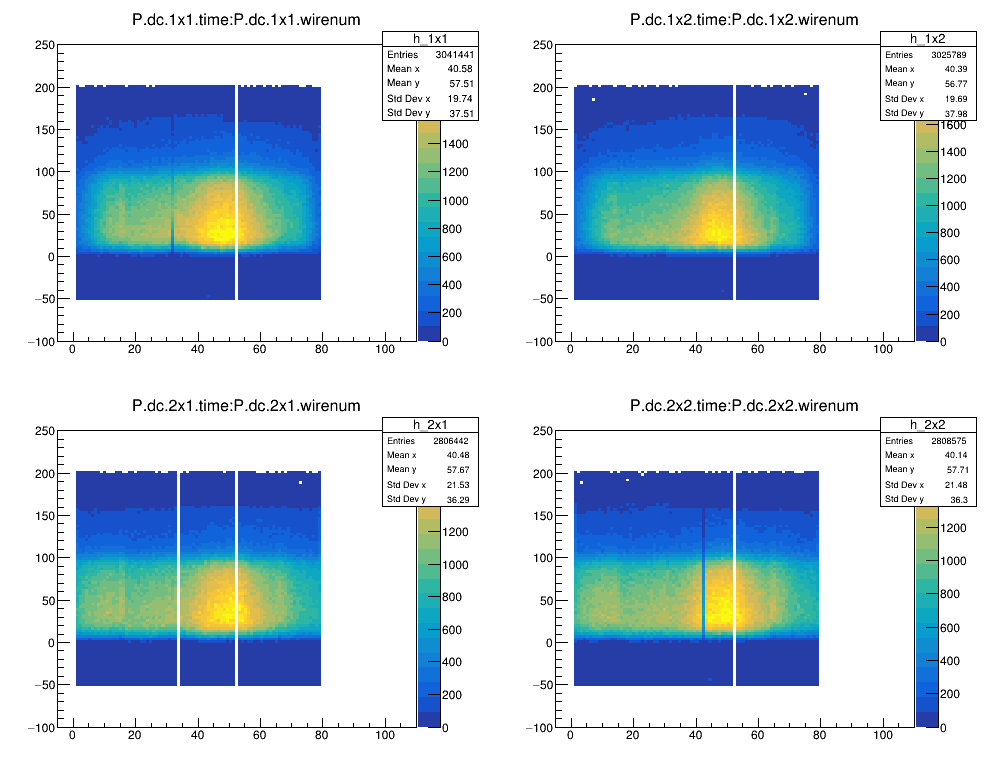 P.dc.1x1.time:P.dc.1x1.wirenum
h_1x1
Entries 3041441
Mean x 40.58
Mean y 57.51
Std Dev x 19.74
Std Dev y 37.51
250
200
150
100
50
0
−50
−100
0 20 40 60 80 100
1400
1200
1000
800
600
400
200
0
P.dc.1x2.time:P.dc.1x2.wirenum
h_1x2
Entries 3025789
Mean x 40.39
Mean y 56.77
Std Dev x 19.69
Std Dev y 37.98
250
200
150
100
50
0
−50
−100
0 20 40 60 80 100
1600
1400
1200
1000
800
600
400
200
0
P.dc.2x1.time:P.dc.2x1.wirenum
h_2x1
Entries 2806442
Mean x 40.48
Mean y 57.67
Std Dev x 21.53
Std Dev y 36.29
250
200
150
100
50
0
−50
−100
0 20 40 60 80 100
1200
1000
800
600
400
200
0
P.dc.2x2.time:P.dc.2x2.wirenum
h_2x2
Entries 2808575
Mean x 40.14
Mean y 57.71
Std Dev x 21.48
Std Dev y 36.3
250
200
150
100
50
0
−50
−100
0 20 40 60 80 100
1200
1000
800
600
400
200
0